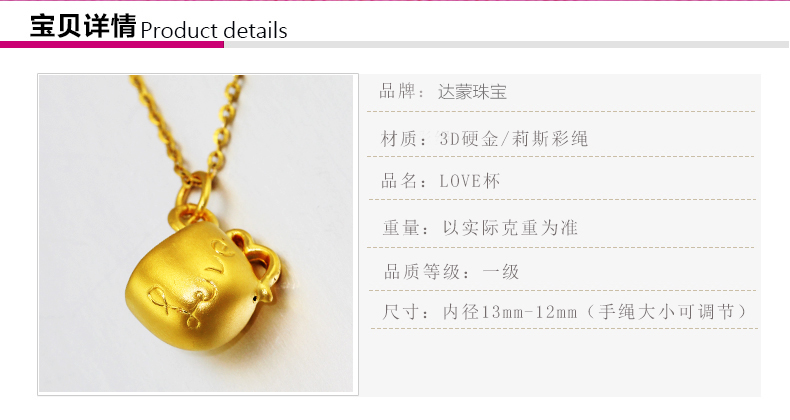 宝贝详情 Product details
品牌：达蒙珠宝
材质：3D硬金/莉斯彩绳
品名：LOVE杯
重量：以实际克重为准
品质等级：一级
尺寸：内径13mm-12mm（手绳大小可调节）
Love